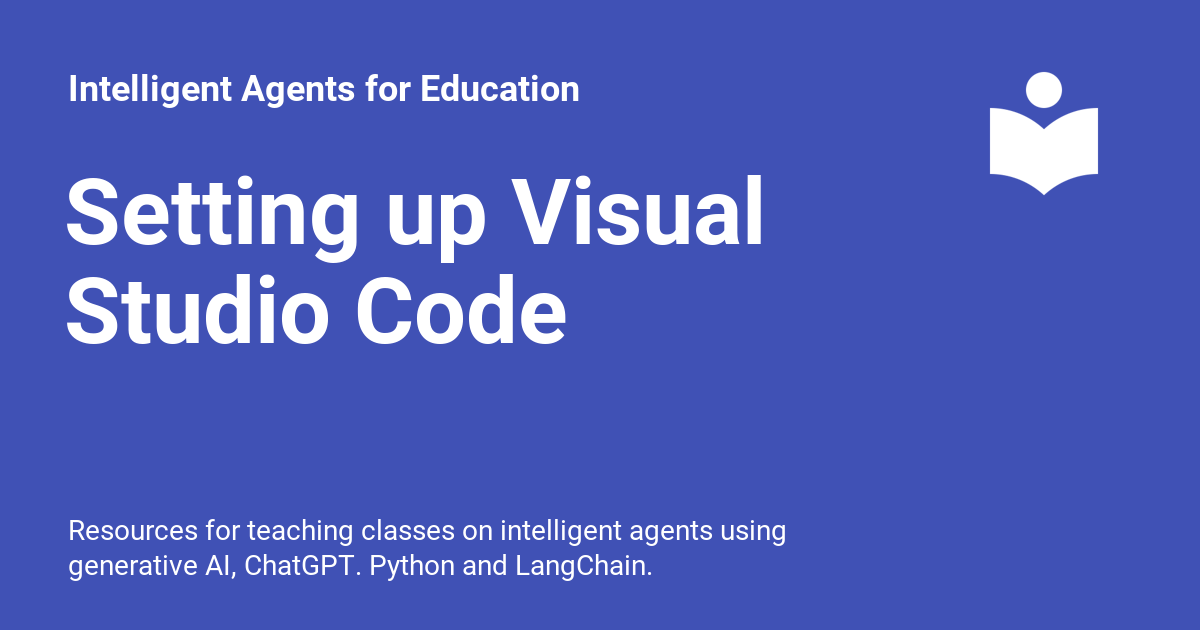 Intelligent Agents for Education
Setting up Visual
Studio Code
Resources for teaching classes on intelligent agents using
generative AI, ChatGPT. Python and LangChain.